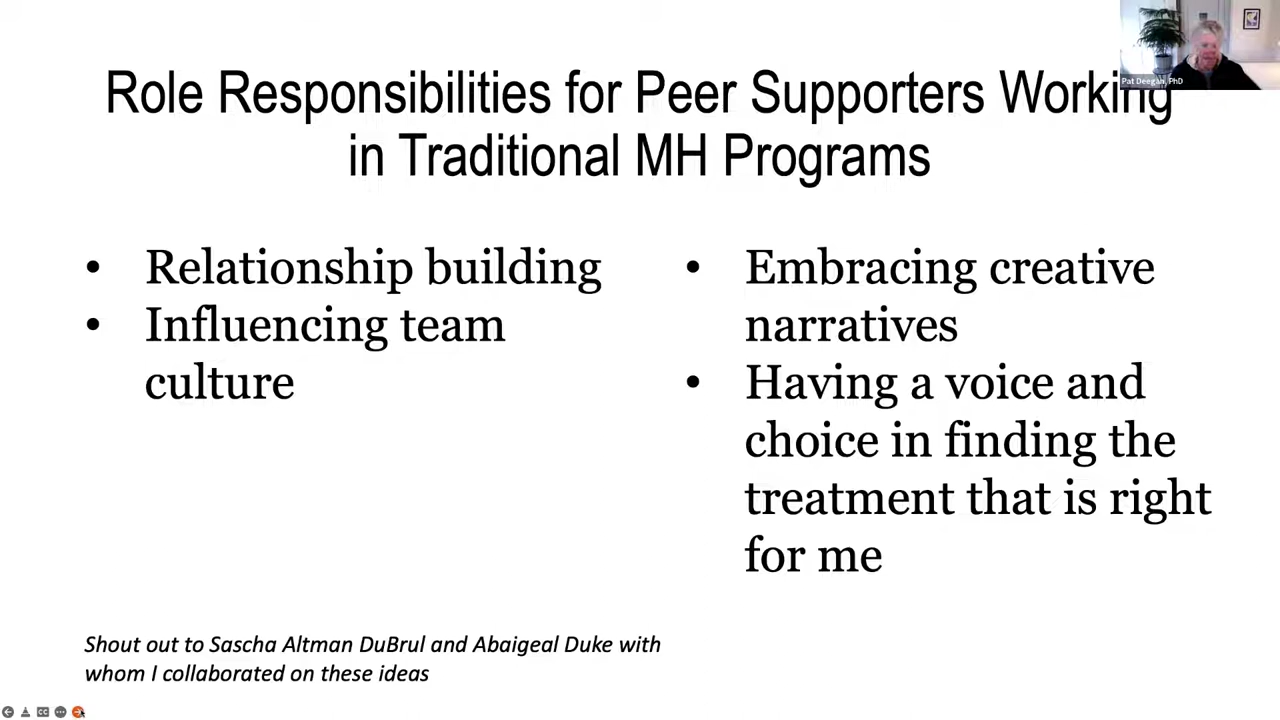 Pat Deegan, PhD
Role Responsibilities for Peer Supporters Working
in Traditional MH Programs
• Relationship building
• Influencing team
culture
• Embracing creative
narratives
• Having a voice and
choice in finding the
treatment that is right
for me
Shout out to Sascha Altman DuBrul and Abaigeal Duke with
whom I collaborated on these ideas
CC